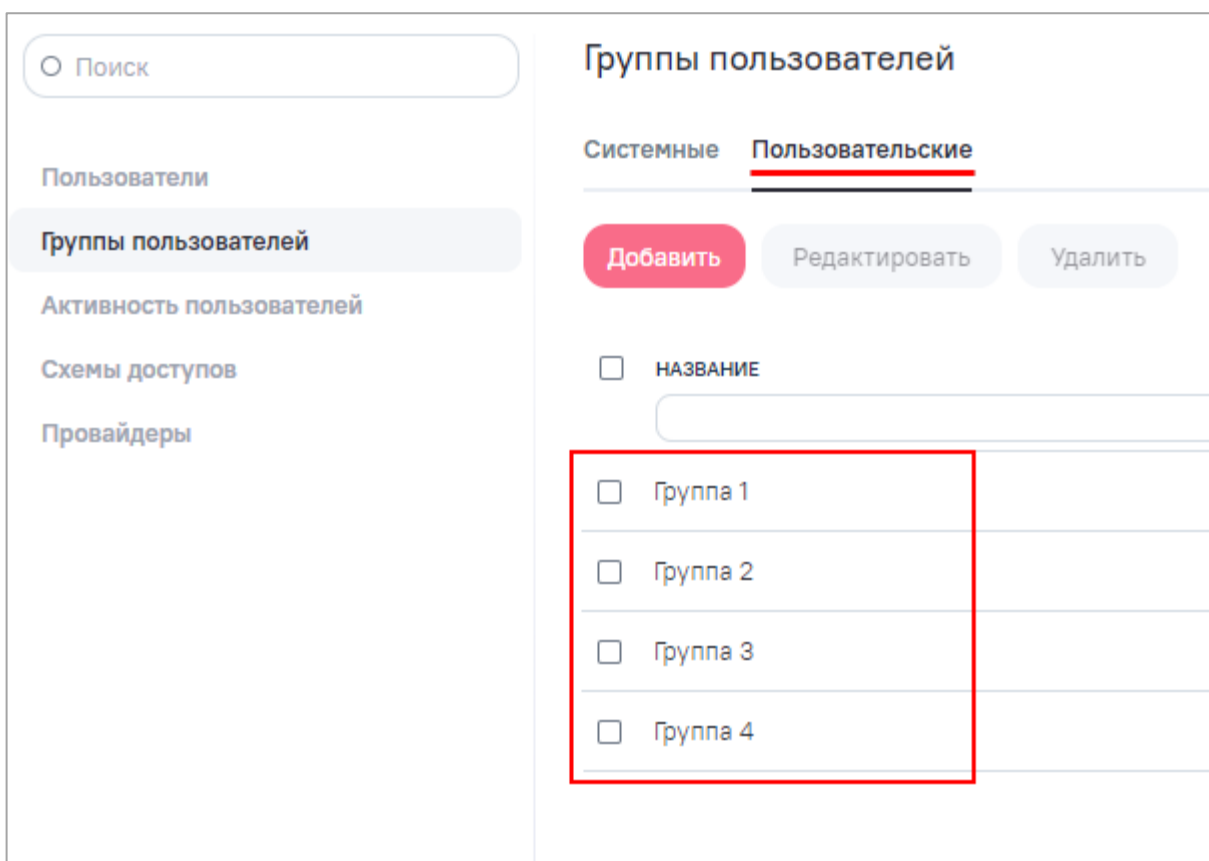 Поиск
Пользователи
Группы пользователей
Активность пользователей
Схемы доступов
Провайдеры
Группы пользователей
Системные Пользовательские
Добавить Редактировать Удалить
НАЗВАНИЕ
Группа 1
Группа 2
Группа 3
Группа 4